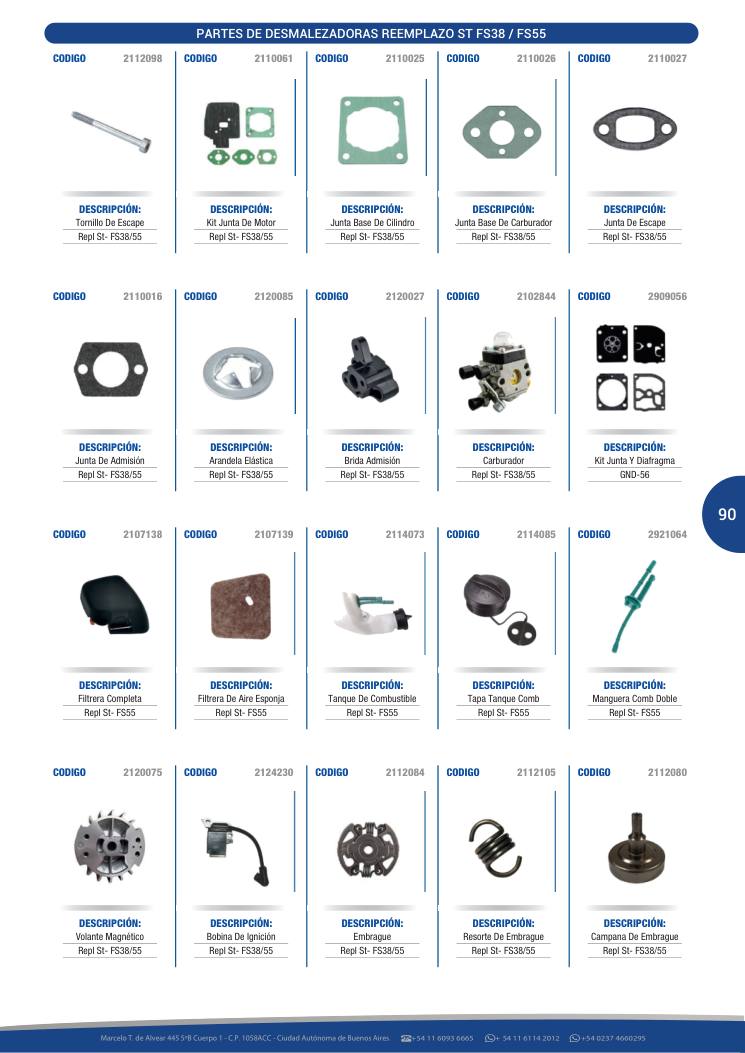 PARTES DE DESMALEZADORAS REEMPLAZO ST FS38 / FS55
CODIGO 2112098
DESCRIPCIÓN:
Tornillo De Escape
Repl St- FS38/55
CODIGO 2110061
DESCRIPCIÓN:
Kit Junta De Motor
Repl St- FS38/55
CODIGO 2110025
DESCRIPCIÓN:
Junta Base De Cilindro
Repl St- FS38/55
CODIGO 2110026
DESCRIPCIÓN:
Junta Base De Carburador
Repl St- FS38/55
CODIGO 2110027
DESCRIPCIÓN:
Junta De Escape
Repl St- FS38/55
CODIGO 2110016
DESCRIPCIÓN:
Junta De Admisión
Repl St- FS38/55
CODIGO 2120085
DESCRIPCIÓN:
Arandela Elástica
Repl St- FS38/55
CODIGO 2120027
DESCRIPCIÓN:
Brida Admisión
Repl St- FS38/55
CODIGO 2102844
DESCRIPCIÓN:
Carburador
Repl St- FS38/55
CODIGO 2909056
DESCRIPCIÓN:
Kit Junta Y Diafragma
GND-56
90
CODIGO 2107138
DESCRIPCIÓN:
Filtrera Completa
Repl St- FS55
CODIGO 2107139
DESCRIPCIÓN:
Filtrera De Aire Esponja
Repl St- FS55
CODIGO 2114073
DESCRIPCIÓN:
Tanque De Combustible
Repl St- FS55
CODIGO 2114085
DESCRIPCIÓN:
Tapa Tanque Comb
Repl St- FS55
CODIGO 2921064
DESCRIPCIÓN:
Manguera Comb Doble
Repl St- FS55
CODIGO 2120075
DESCRIPCIÓN:
Volante Magnético
Repl St- FS38/55
CODIGO 2124230
DESCRIPCIÓN:
Bobina De Ignición
Repl St- FS38/55
CODIGO 2112084
DESCRIPCIÓN:
Embrague
Repl St- FS38/55
CODIGO 2112105
DESCRIPCIÓN:
Resorte De Embrague
Repl St- FS38/55
CODIGO 2112080
DESCRIPCIÓN:
Campana De Embrague
Repl St- FS38/55
Marcelo T. de Alvear 445 5ºB Cuerpo 1 - C.P. 1058ACC - Ciudad Autónoma de Buenos Aires. +54 11 6093 6665 + 54 11 6114 2012 +54 0237 4660295